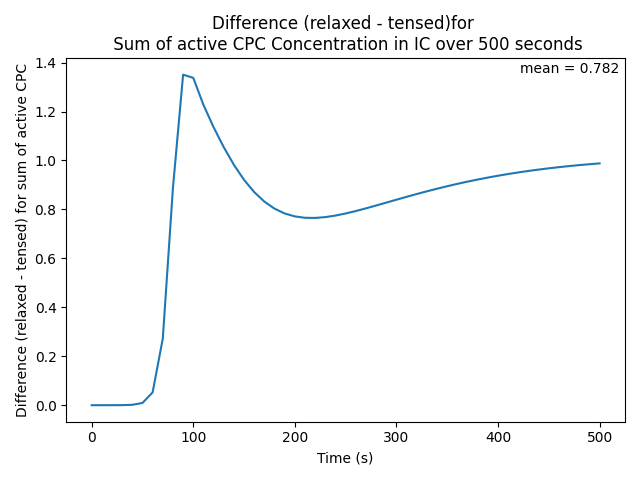 Difference (relaxed - tensed)for
Sum of active CPC Concentration in IC over 500 seconds
mean = 0.782
Difference (relaxed - tensed) for sum of active CPC
1.4
1.2
1.0
0.8
0.6
0.4
0.2
0.0
0 100 200 300 400 500
Time (s)